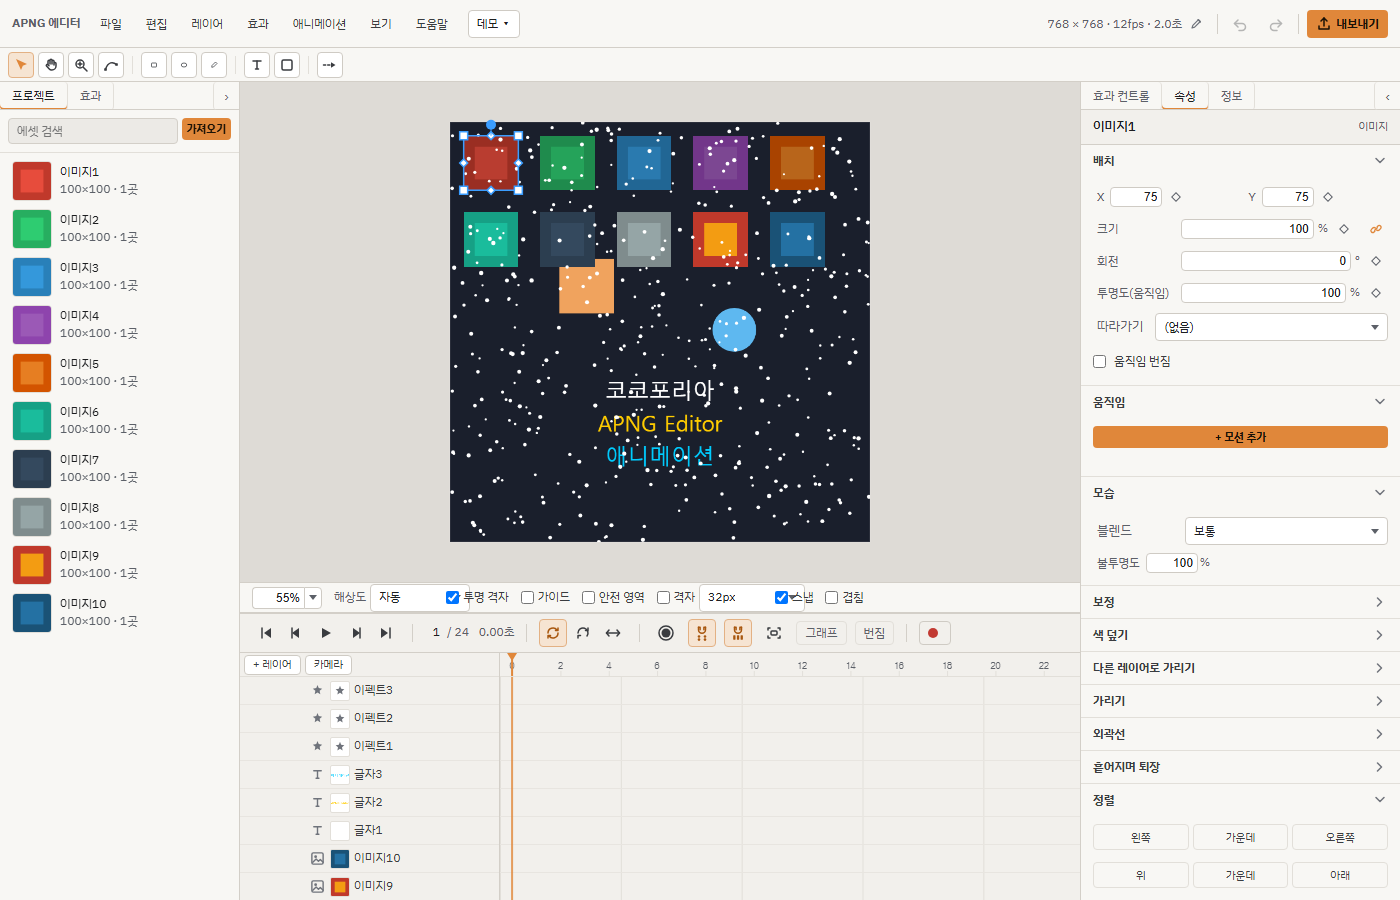 APNG 에디터 파일 편집 레이어 효과 애니메이션 보기 도움말 데모 768 × 768 · 12fps · 2.0초 내보내기
프로젝트 효과
에셋 검색 가져오기
이미지1
100×100 · 1곳
이미지2
100×100 · 1곳
이미지3
100×100 · 1곳
이미지4
100×100 · 1곳
이미지5
100×100 · 1곳
이미지6
100×100 · 1곳
이미지7
100×100 · 1곳
이미지8
100×100 · 1곳
이미지9
100×100 · 1곳
이미지10
100×100 · 1곳
코코포리아
APNG Editor
애니메이션
55% 해상도 자동 투명 격자 가이드 안전 영역 격자 32px 스냅 겹침
1 / 24 0.00초 그래프 번짐
+ 레이어 카메라 0 2 4 6 8 10 12 14 16 18 20 22
이펙트3
이펙트2
이펙트1
글자3
글자2
글자1
이미지10
이미지9
효과 컨트롤 속성 정보
이미지1 이미지
배치
X 75 Y 75
크기 100 %
회전 0 °
투명도(움직임) 100 %
따라가기 (없음)
움직임 번짐
움직임
+ 모션 추가
모습
블렌드 보통
불투명도 100 %
보정
색 덮기
다른 레이어로 가리기
가리기
외곽선
흩어지며 퇴장
정렬
왼쪽 가운데 오른쪽
위 가운데 아래